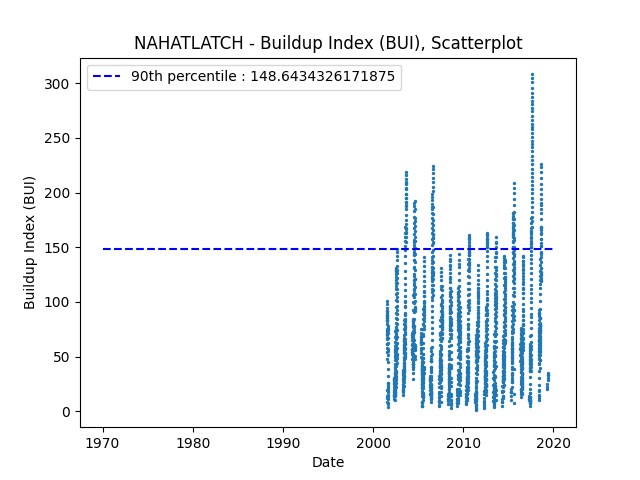 NAHATLATCH - Buildup Index (BUI), Scatterplot
90th percentile : 148.6434326171875
300
250
200
150
100
50
0
Buildup Index (BUI)
1970 1980 1990 2000 2010 2020
Date